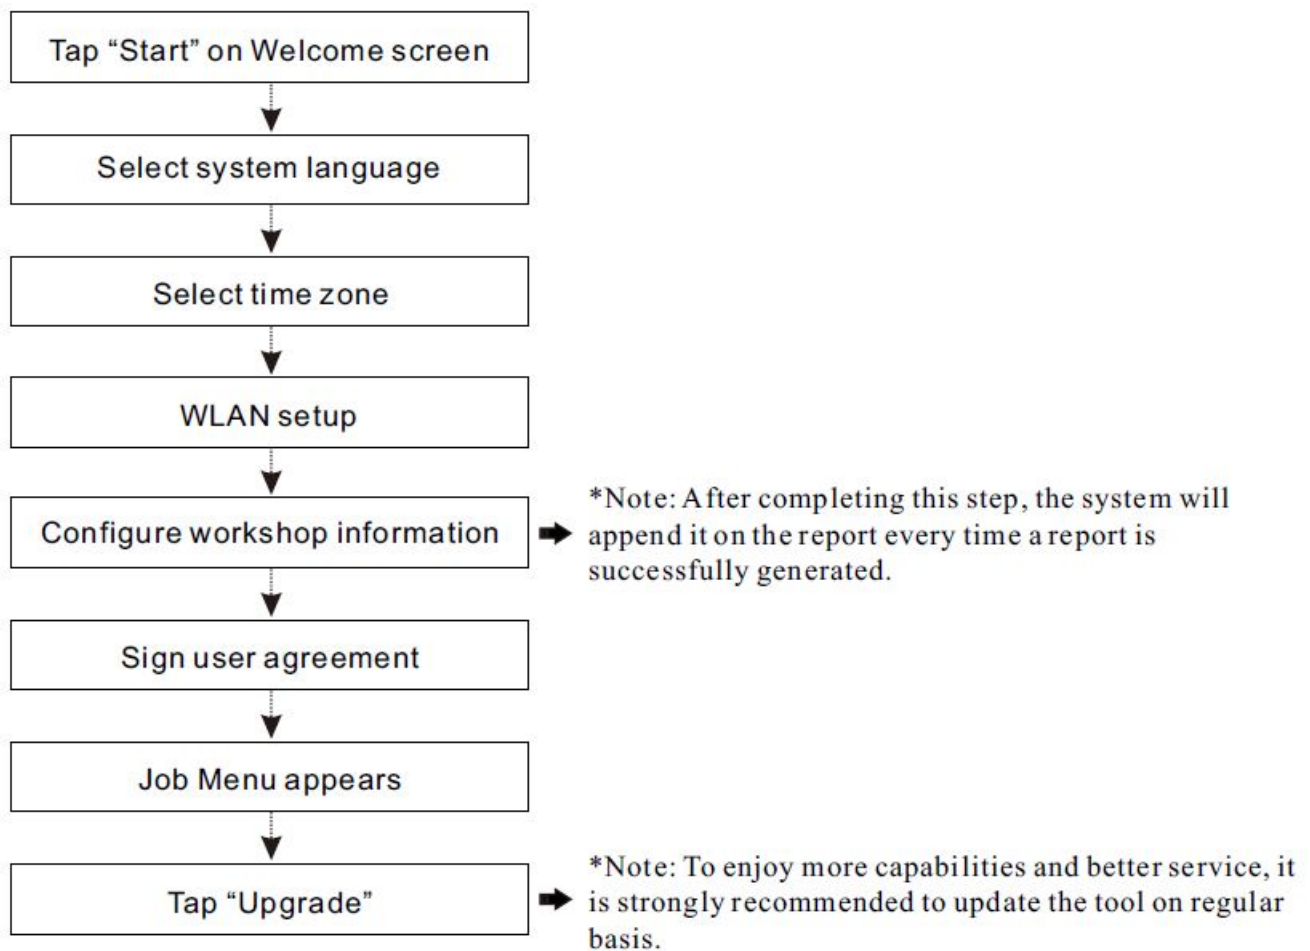 Tap “Start” on Welcome screen
Select system language
Select time zone
WLAN setup
Configure workshop information
*Note: After completing this step, the system will
append it on the report every time a report is
successfully generated.
Sign user agreement
Job Menu appears
Tap “Upgrade”
*Note: To enjoy more capabilities and better service, it
is strongly recommended to update the tool on regular
basis.